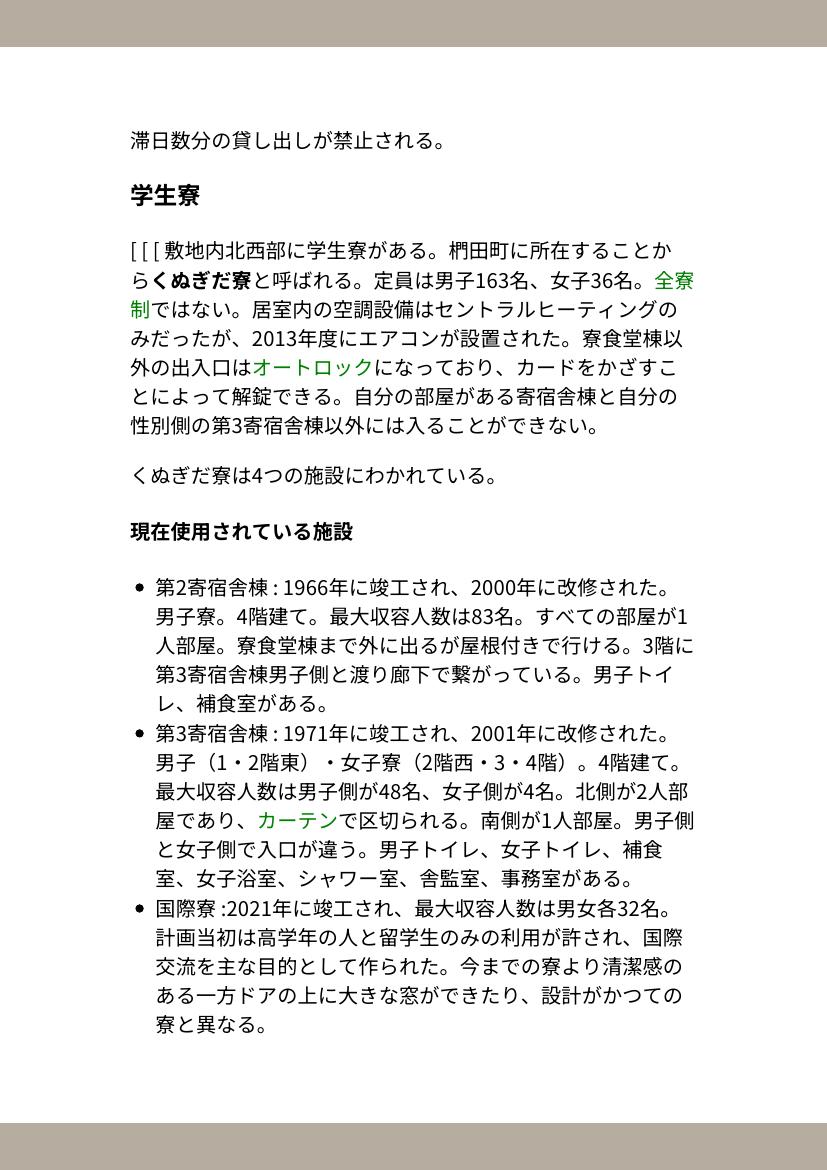 滞日数分の貸し出しが禁止される。
学生寮
[ [ [ 敷地内北西部に学生寮がある。椚田町に所在することか
らくぬぎだ寮と呼ばれる。定員は男子163名、女子36名。全寮
制ではない。居室内の空調設備はセントラルヒーティングの
みだったが、2013年度にエアコンが設置された。寮食堂棟以
外の出入口はオートロックになっており、カードをかざすこ
とによって解錠できる。自分の部屋がある寄宿舎棟と自分の
性別側の第3寄宿舎棟以外には入ることができない。
くぬぎだ寮は4つの施設にわかれている。
現在使用されている施設
• 第2寄宿舎棟 : 1966年に竣工され、2000年に改修された。
男子寮。4階建て。最大収容人数は83名。すべての部屋が1
人部屋。寮食堂棟まで外に出るが屋根付きで行ける。3階に
第3寄宿舎棟男子側と渡り廊下で繋がっている。男子トイ
レ、補食室がある。
• 第3寄宿舎棟 : 1971年に竣工され、2001年に改修された。
男子（1・2階東）・女子寮（2階西・3・4階）。4階建て。
最大収容人数は男子側が48名、女子側が4名。北側が2人部
屋であり、カーテンで区切られる。南側が1人部屋。男子側
と女子側で入口が違う。男子トイレ、女子トイレ、補食
室、女子浴室、シャワー室、舎監室、事務室がある。
• 国際寮 :2021年に竣工され、最大収容人数は男女各32名。
計画当初は高学年の人と留学生のみの利用が許され、国際
交流を主な目的として作られた。今までの寮より清潔感の
ある一方ドアの上に大きな窓ができたり、設計がかつての
寮と異なる。